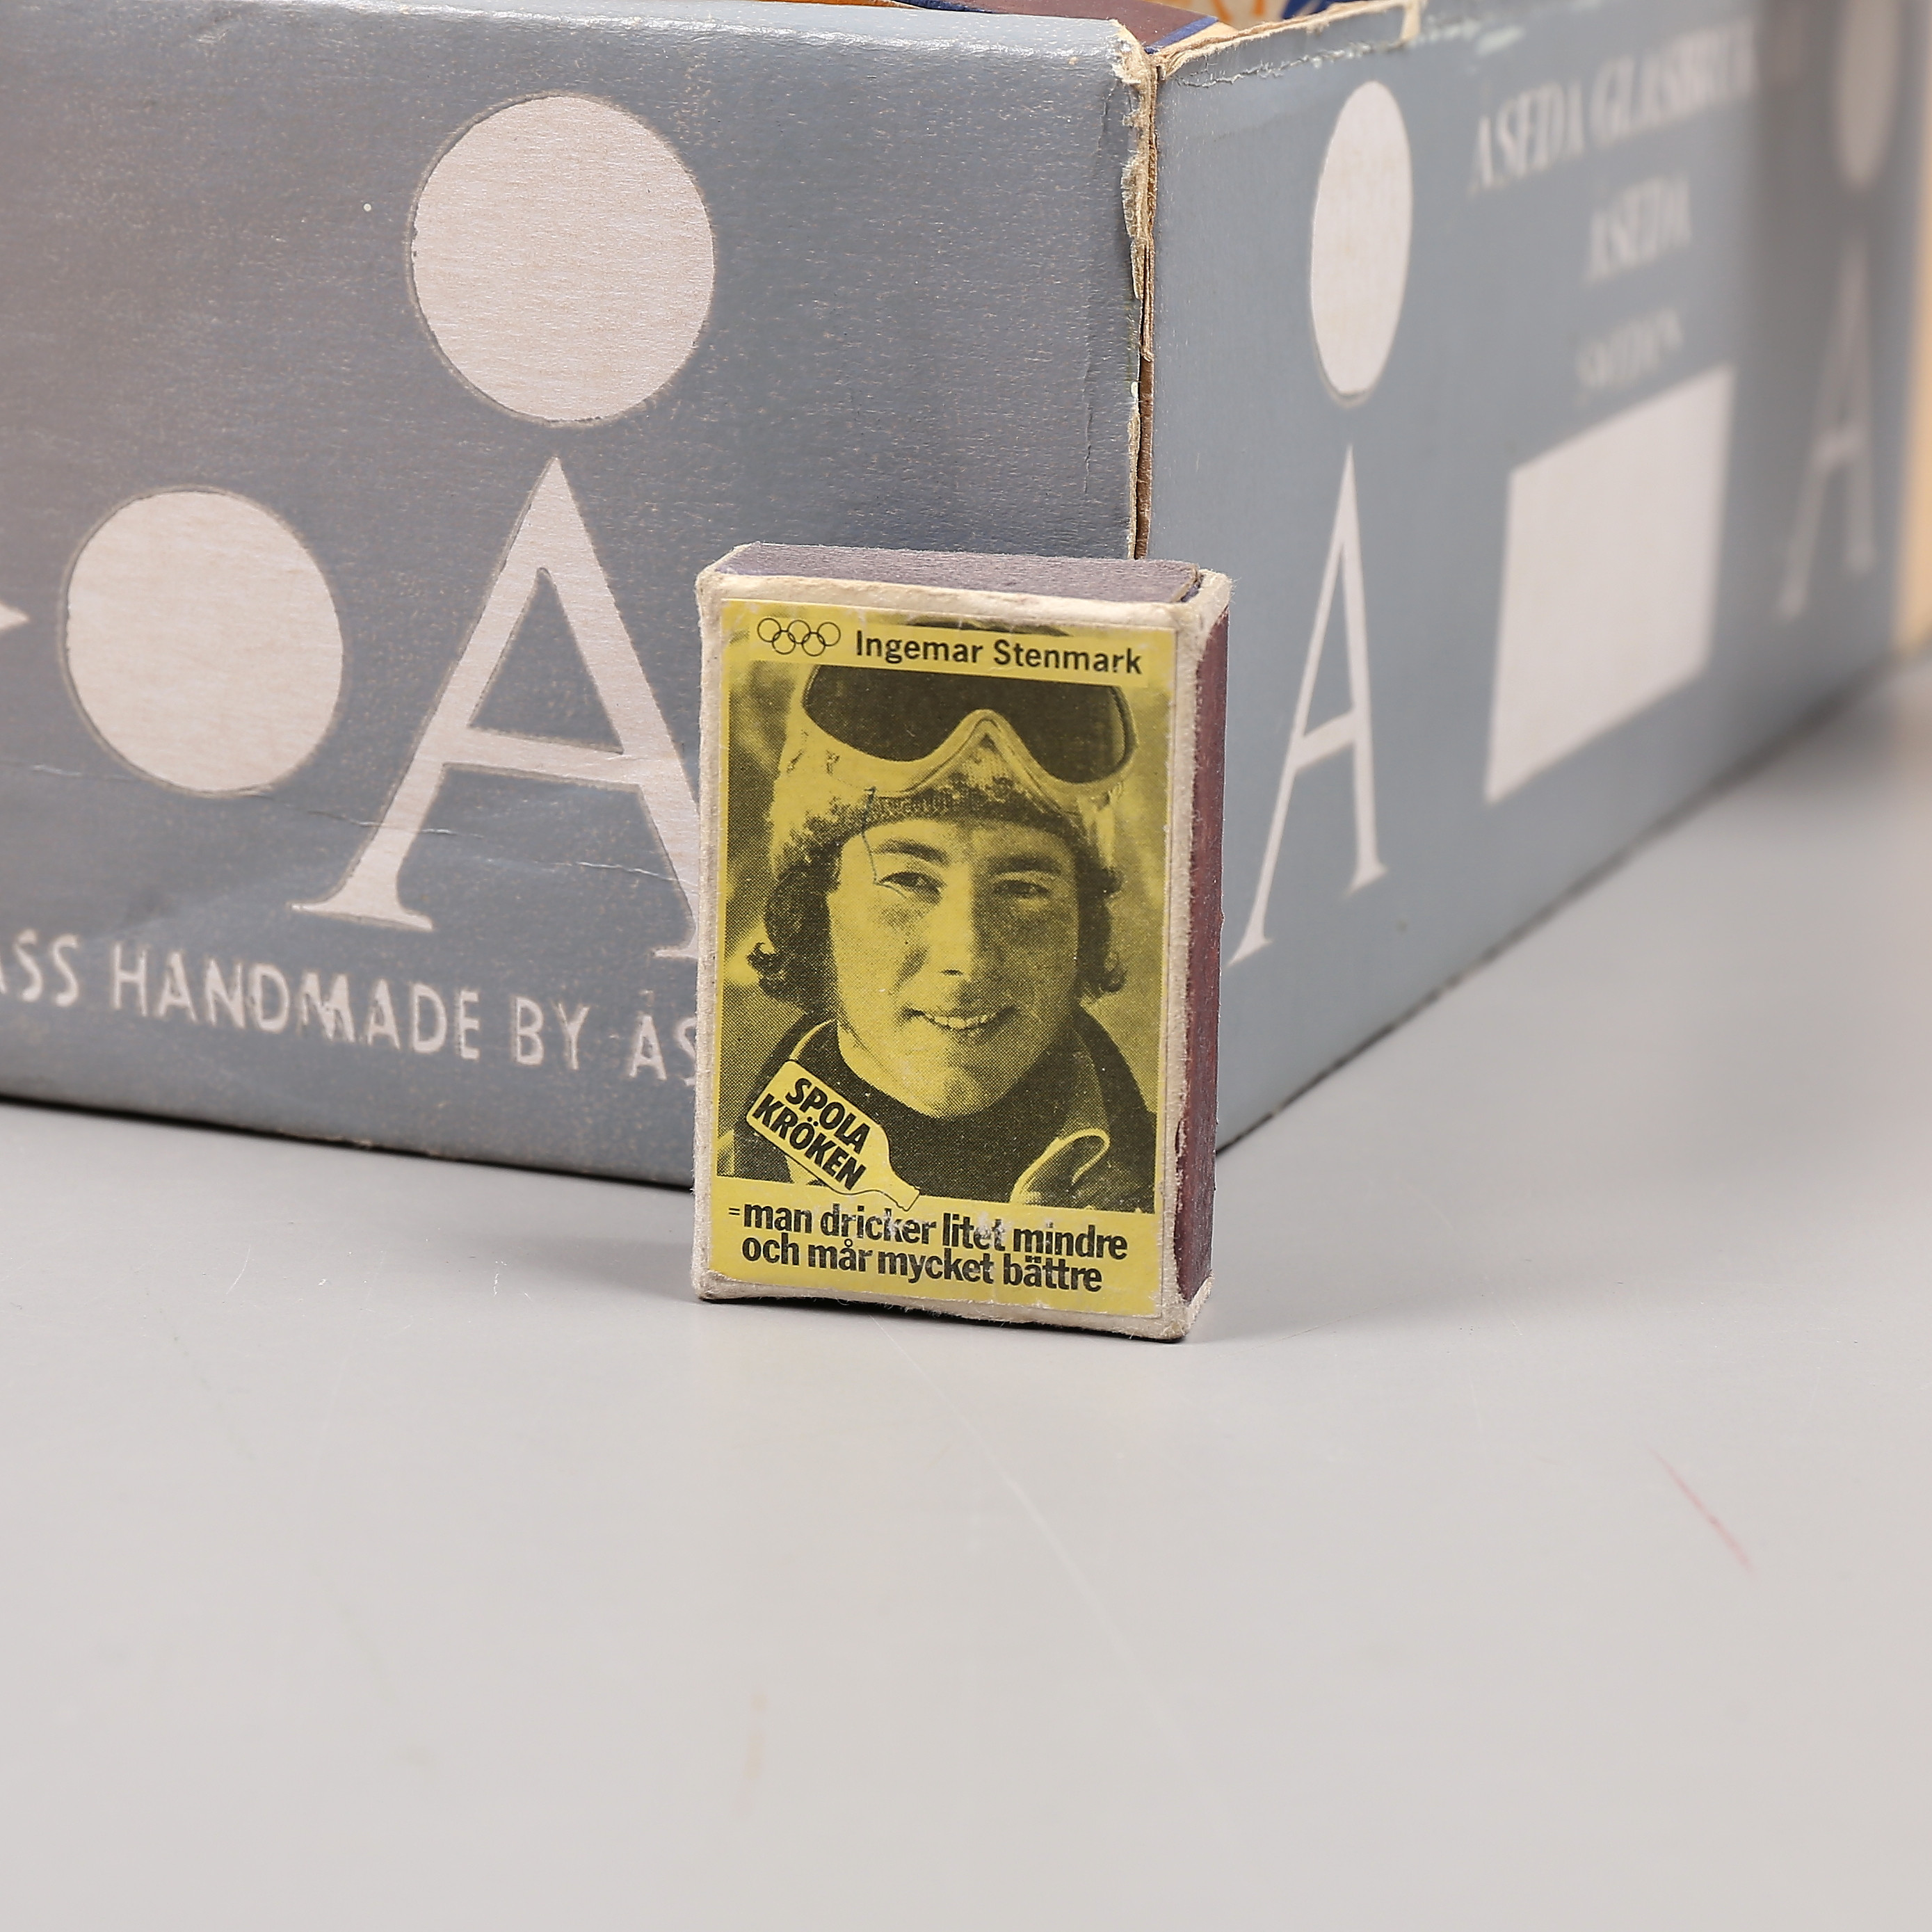 Å
Å
ASS HANDMADE BY ÅS
Å
ÅSEDA GLASBRUK
ÅSEDA
SWEDEN
Å
Ingemar Stenmark
SPOLA
KRÖKEN
=man dricker litet mindre
och mår mycket bättre